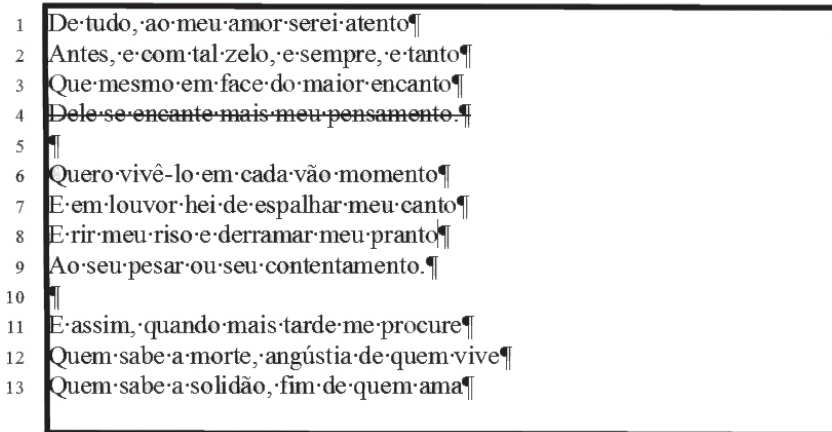 1 De·tudo,·ao·meu·amor·serei·atento¶
2 Antes,·e·com·tal·zelo,·e·sempre,·e·tanto¶
3 Que·mesmo·em·face·do·maior·encanto¶
4 Dele·se·encante·mais·meu·pensamento.¶
5 ¶
6 Quero·vivê-lo·em·cada·vão·momento¶
7 E·em·louvor·hei·de·espalhar·meu·canto¶
8 E·rir·meu·riso·e·derramar·meu·pranto¶
9 Ao·seu·pesar·ou·seu·contentamento.¶
10 ¶
11 E·assim,·quando·mais·tarde·me·procure¶
12 Quem·sabe·a·morte,·angústia·de·quem·vive¶
13 Quem·sabe·a·solidão,·fim·de·quem·ama¶